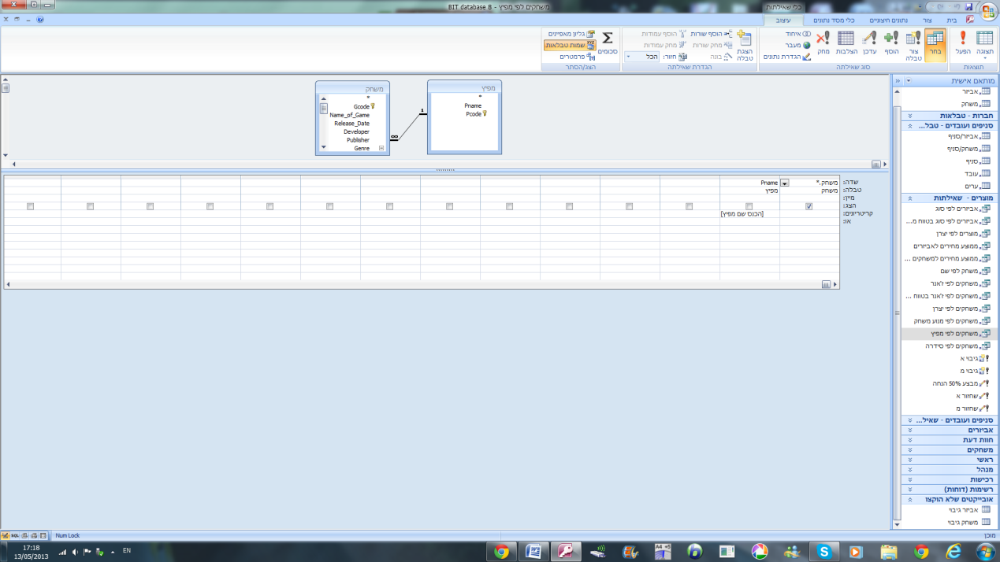 משחקים לפי מפיץ - BIT database B
כלי שאילתות
בית
צור
נתונים חיצוניים
כלי מסד נתונים
עיצוב
תצוגה
הפעל
תוצאות
בחר
צור טבלה
הוסף
עדכן
הצלבות
מחק
איחוד
מעבר
הגדרת נתונים
סוג שאילתה
הצגת טבלה
הוסף שורות
מחק שורות
בונה
הוסף עמודות
מחק עמודות
חזור: הכל
הגדרת שאילתה
סכומים
גליון מאפיינים
שמות טבלאות
פרמטרים
הצג/הסתר
מותאם אישית
אביזר
משחק
חברות - טבלאות
סניפים ועובדים - טבל...
אביזר/סניף
משחק/סניף
סניף
עובד
ערים
מוצרים - שאילתות
אביזרים לפי סוג
אביזרים לפי סוג בטווח מ...
מוצרים לפי יצרן
ממוצע מחירים לאביזרים
ממוצע מחירים למשחקים ...
משחק לפי שם
משחקים לפי ז'אנר
משחקים לפי ז'אנר בטווח ...
משחקים לפי יצרן
משחקים לפי מנוע משחק
משחקים לפי מפיץ
משחקים לפי סידרה
גיבוי א
גיבוי מ
מבצע 50% הנחה
שחזור א
שחזור מ
סניפים ועובדים - שאיל...
אביזרים
חוות דעת
משחקים
ראשי
מנהל
רכישות
רשימות (דוחות)
אובייקטים שלא הוקצו
אביזר גיבוי
משחק גיבוי
מפיץ
*
Pname
Pcode
1
∞
משחק
*
Gcode
Name_of_Game
Release_Date
Developer
Publisher
Genre
שדה: משחק.* Pname
טבלה: משחק מפיץ
מיין:
הצג:
קריטריונים: [הכנס שם מפיץ]
או:
מוכן
Num Lock
SQL
EN
17:18
13/05/2013